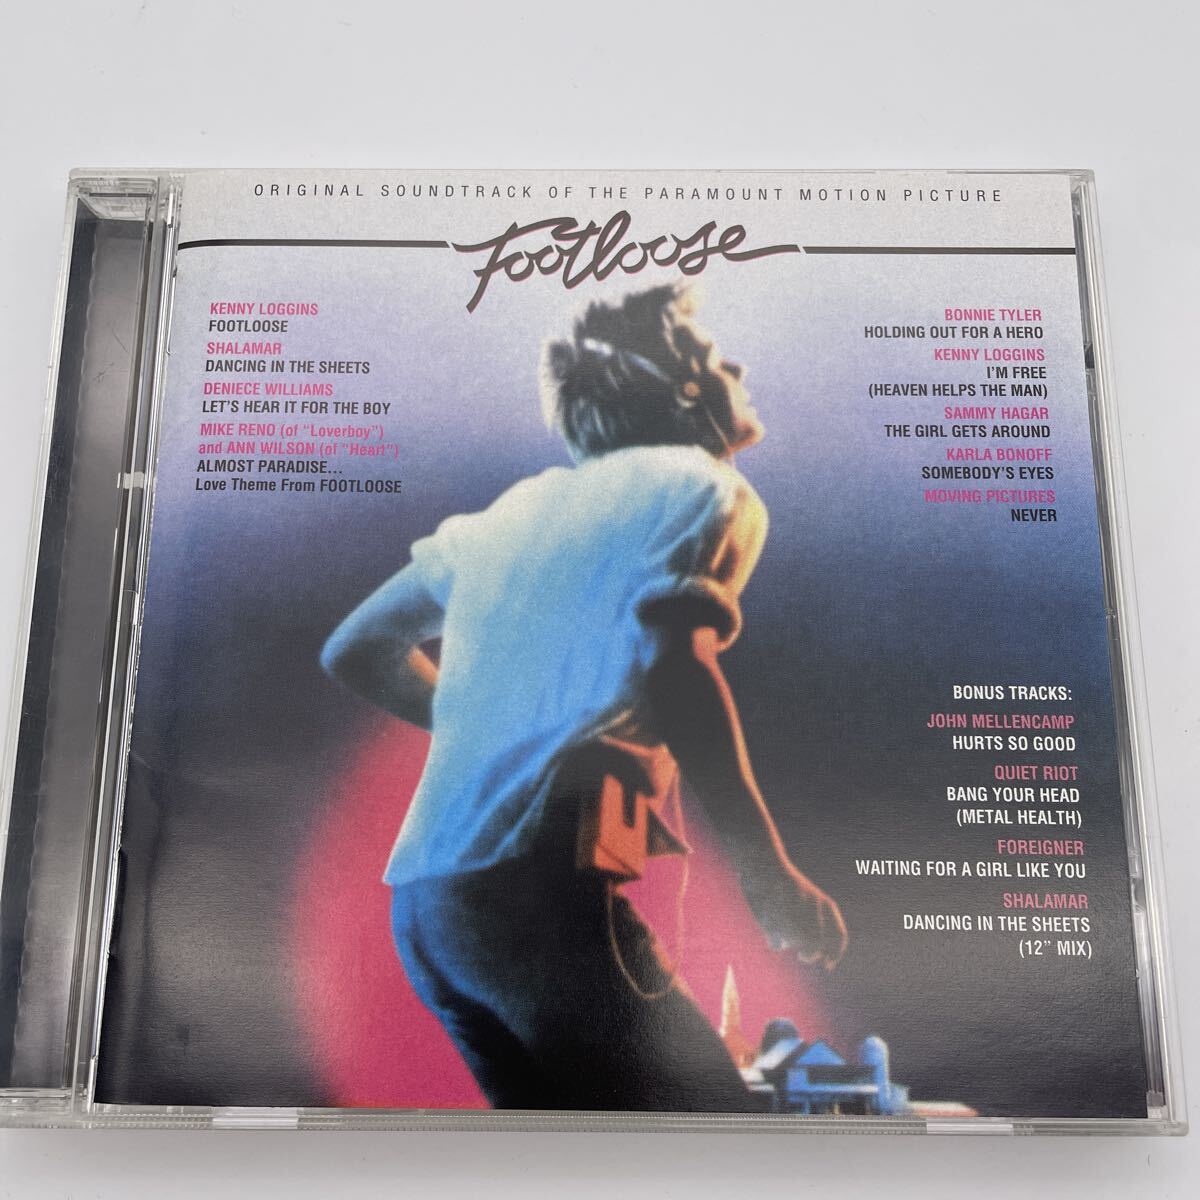 ORIGINAL SOUNDTRACK OF THE PARAMOUNT MOTION PICTURE
Footloose
KENNY LOGGINS
FOOTLOOSE
SHALAMAR
DANCING IN THE SHEETS
DENIECE WILLIAMS
LET'S HEAR IT FOR THE BOY
MIKE RENO (of "Loverboy")
and ANN WILSON (of "Heart")
ALMOST PARADISE...
Love Theme From FOOTLOOSE
BONNIE TYLER
HOLDING OUT FOR A HERO
KENNY LOGGINS
I'M FREE
(HEAVEN HELPS THE MAN)
SAMMY HAGAR
THE GIRL GETS AROUND
KARLA BONOFF
SOMEBODY'S EYES
MOVING PICTURES
NEVER
BONUS TRACKS:
JOHN MELLENCAMP
HURTS SO GOOD
QUIET RIOT
BANG YOUR HEAD
(METAL HEALTH)
FOREIGNER
WAITING FOR A GIRL LIKE YOU
SHALAMAR
DANCING IN THE SHEETS
(12" MIX)